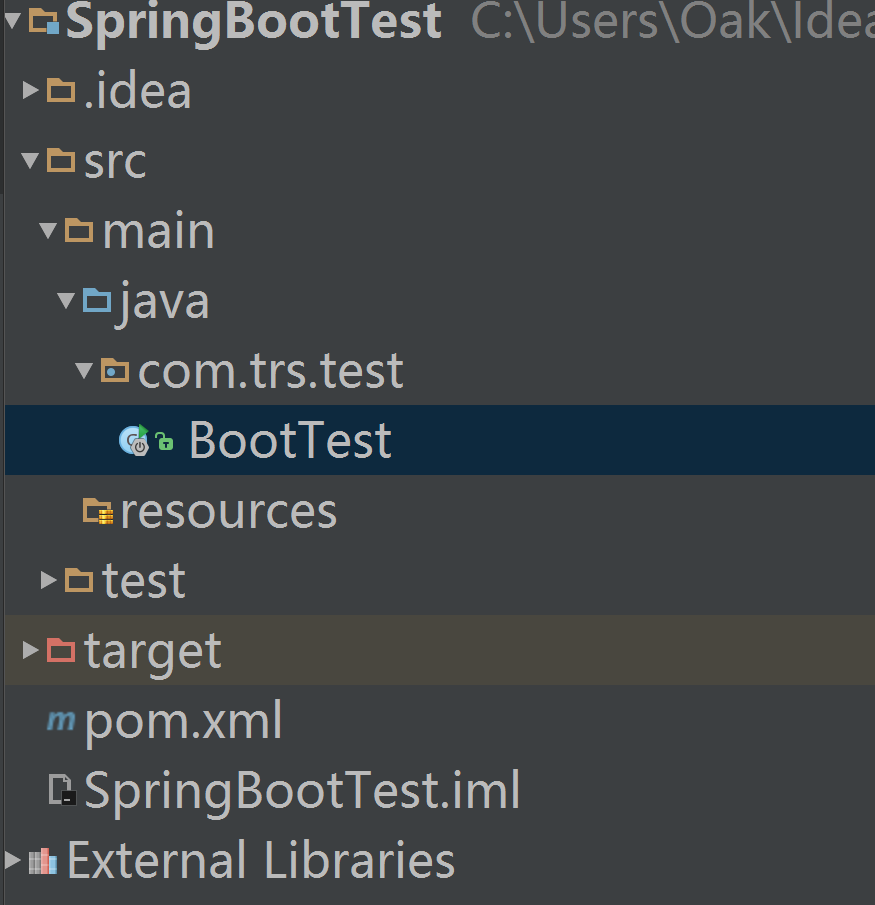 SpringBootTest C:\Users\Oak\Idea
.idea
src
main
java
com.trs.test
BootTest
resources
test
target
pom.xml
SpringBootTest.iml
External Libraries